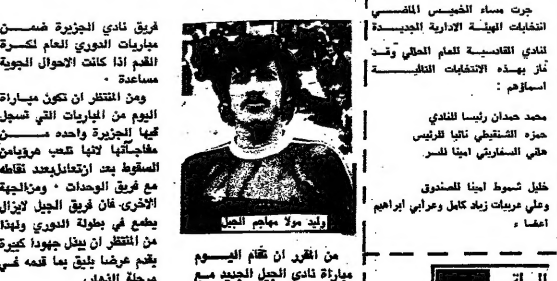 جرت مساء الخميس الماضي
انتخابات الهيئة الادارية الجديدة
لنادي القادسية للعام الحالي وقد
فاز بهذه الانتخابات التالية
اسماؤهم :
محمد حمدان رئيسا للنادي
حمزه الشنقيطي نائبا للرئيس
هاني السفاريني امينا للسر
خليل شموط امينا للصندوق
وعلي عربيات زياد كامل وعرابي ابراهيم
اعضاء
وليد مولا مهاجم الجيل
من المقرر ان تقام اليوم
مباراة نادي الجيل الجديد مع
فريق نادي الجزيرة ضمن
مباريات الدوري العام لكرة
القدم اذا كانت الاحوال الجوية
مساعدة .
ومن المنتظر ان تكون مباراة
اليوم من المباريات التي تسجل
فيها الجزيرة واحده من
مفاجآتها لانها تلعب هروبا من
السقوط بعد ان تعادل بعدد نقاطه
مع فريق الوحدات . ومن الجهة
الاخرى فان فريق الجيل لايزال
يطمع في بطولة الدوري ولهذا
من المنتظر ان يبذل جهودا كبيرة
يقدم عرضا يليق بما قدمه في
مرحلة الذهاب